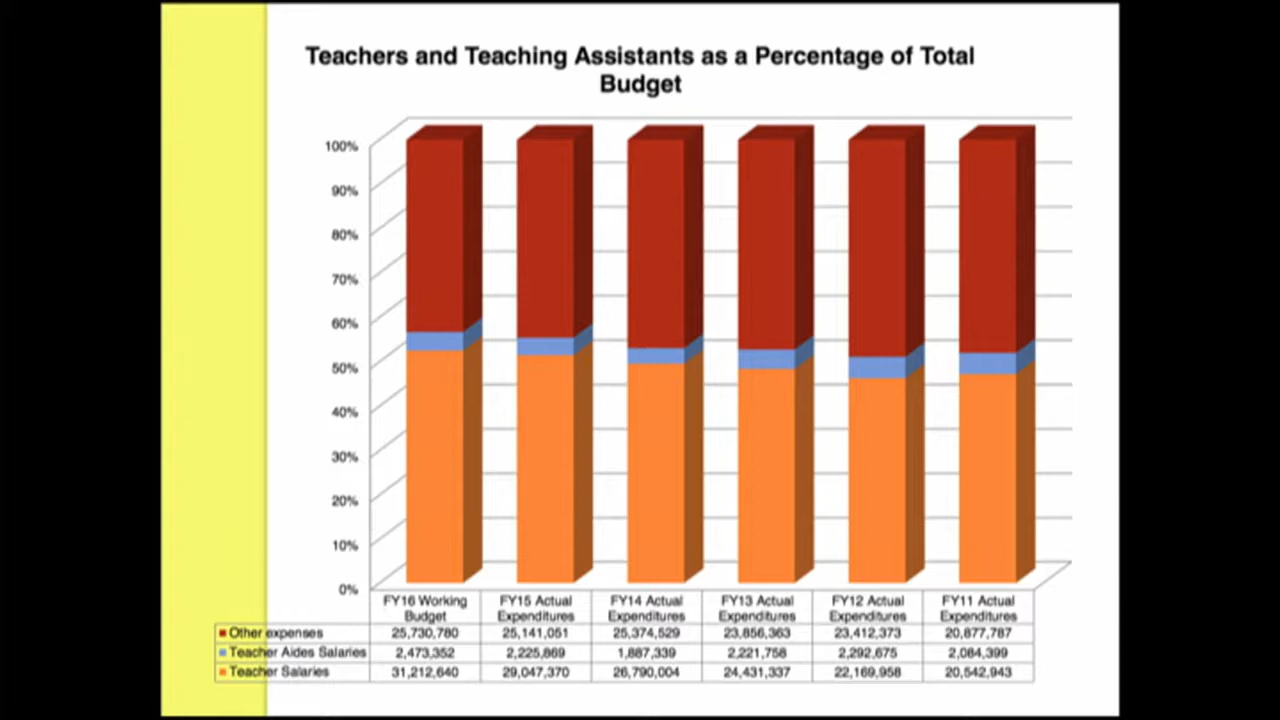 Teachers and Teaching Assistants as a Percentage of Total
Budget
100%
90%
80%
70%
60%
50%
40%
30%
20%
10%
0%
FY16 Working Budget FY15 Actual Expenditures FY14 Actual Expenditures FY13 Actual Expenditures FY12 Actual Expenditures FY11 Actual Expenditures
Other expenses 25,730,780 25,141,051 25,374,529 23,856,363 23,412,373 20,877,787
Teacher Aides Salaries 2,473,352 2,225,869 1,887,339 2,221,758 2,292,675 2,084,399
Teacher Salaries 31,212,640 29,047,370 26,790,004 24,431,337 22,169,958 20,542,943